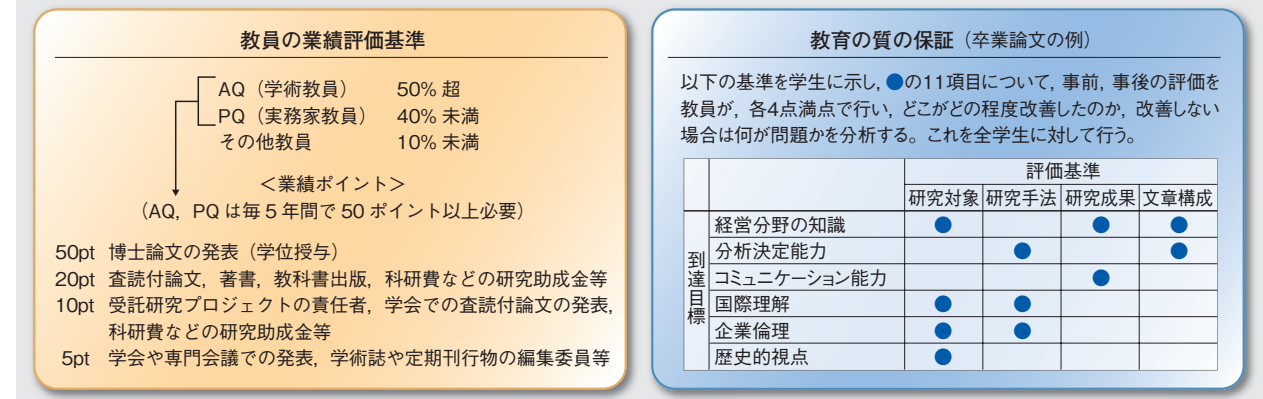 教員の業績評価基準
AQ（学術教員） 50% 超
PQ（実務家教員） 40% 未満
その他教員 10% 未満
＜業績ポイント＞
（AQ，PQ は毎 5 年間で 50 ポイント以上必要）
50pt 博士論文の発表（学位授与）
20pt 査読付論文，著書，教科書出版，科研費などの研究助成金等
10pt 受託研究プロジェクトの責任者，学会での査読付論文の発表，
科研費などの研究助成金等
5pt 学会や専門会議での発表，学術誌や定期刊行物の編集委員等
教育の質の保証（卒業論文の例）
以下の基準を学生に示し，●の11項目について，事前，事後の評価を
教員が，各4点満点で行い，どこがどの程度改善したのか，改善しない
場合は何が問題かを分析する。これを全学生に対して行う。
評価基準
研究対象 研究手法 研究成果 文章構成
到達目標
経営分野の知識 ● ● ●
分析決定能力 ● ●
コミュニケーション能力 ●
国際理解 ● ●
企業倫理 ● ●
歴史的視点 ●